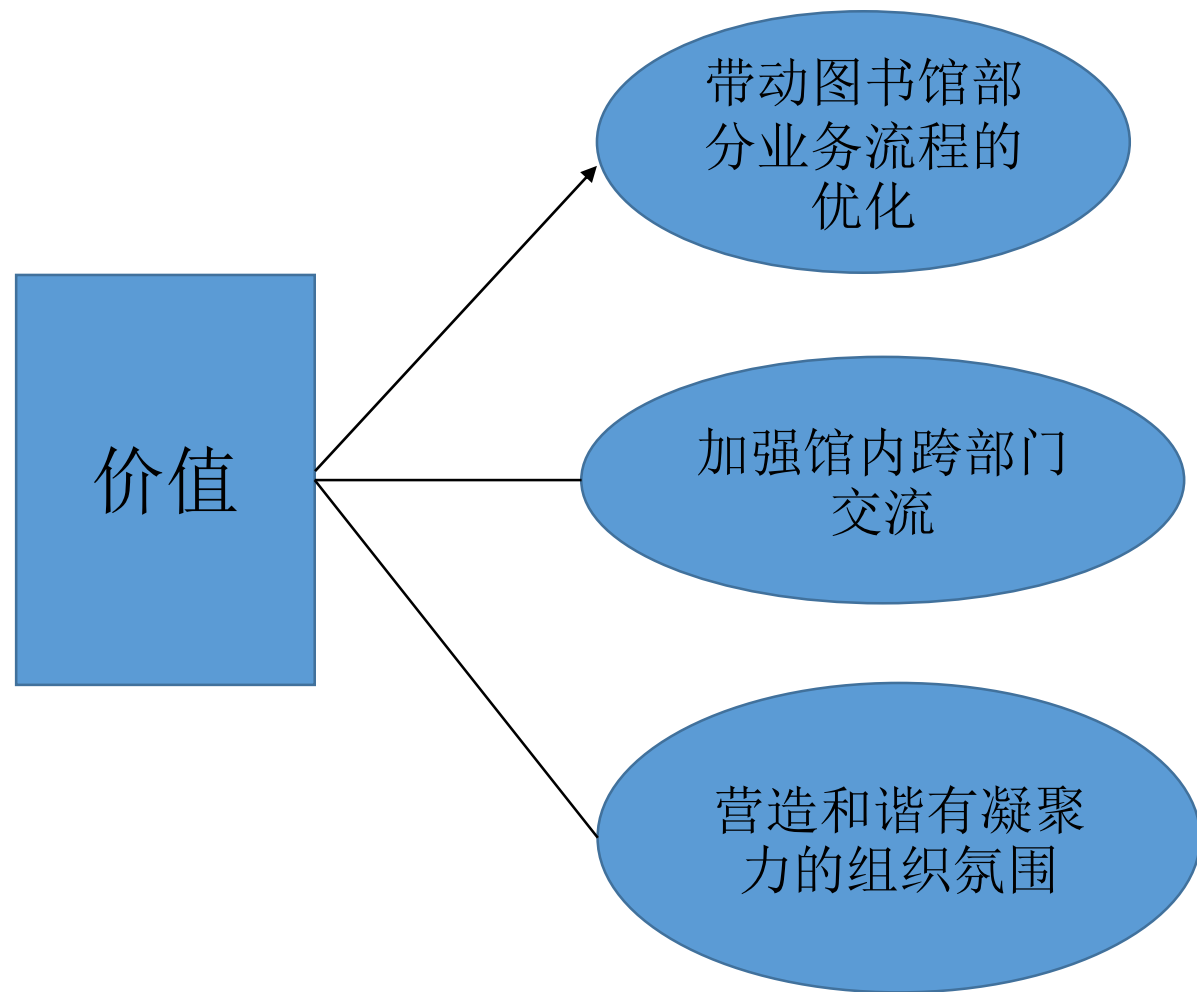 带动图书馆部
分业务流程的
优化
价值
加强馆内跨部门
交流
营造和谐有凝聚
力的组织氛围